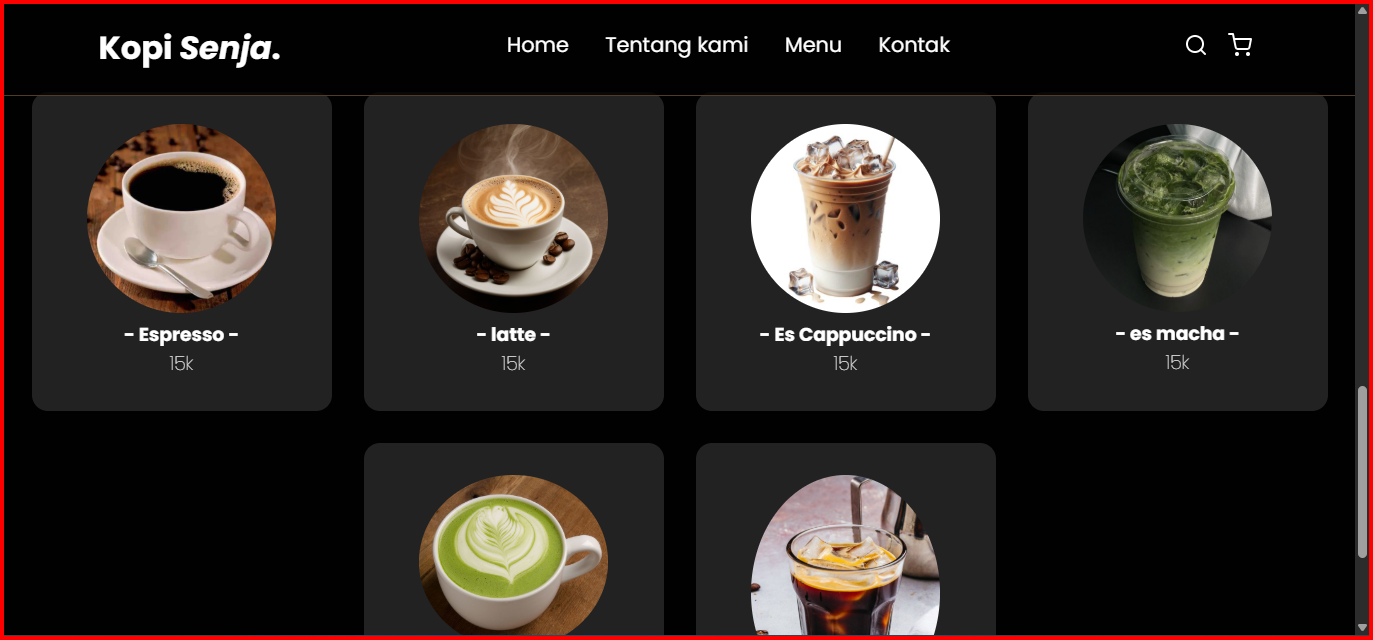 Kopi Senja.
Home Tentang kami Menu Kontak
- Espresso -
15k
- latte -
15k
- Es Cappuccino -
15k
- es macha -
15k